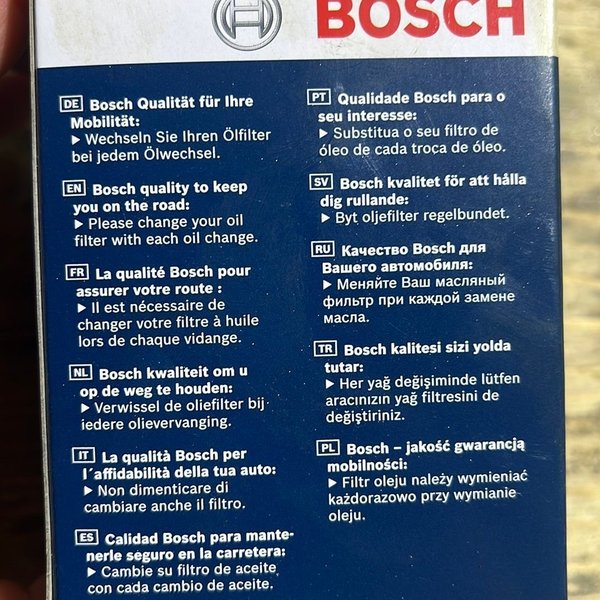 BOSCH
DE Bosch Qualität für Ihre
Mobilität:
▶ Wechseln Sie Ihren Ölfilter
bei jedem Ölwechsel.
EN Bosch quality to keep
you on the road:
▶ Please change your oil
filter with each oil change.
FR La qualité Bosch pour
assurer votre route :
▶ Il est nécessaire de
changer votre filtre à huile
lors de chaque vidange.
NL Bosch kwaliteit om u
op de weg te houden:
▶ Verwissel de oliefilter bij
iedere olievervanging.
IT La qualità Bosch per
l´affidabilità della tua auto:
▶ Non dimenticare di
cambiare anche il filtro.
ES Calidad Bosch para mante-
nerle seguro en la carretera:
▶ Cambie su filtro de aceite
con cada cambio de aceite.
PT Qualidade Bosch para o
seu interesse:
▶ Substitua o seu filtro de
óleo de cada troca de óleo.
SV Bosch kvalitet för att hålla
dig rullande:
▶ Byt oljefilter regelbundet.
RU Качество Bosch для
Вашего автомобиля:
▶ Меняйте Ваш масляный
фильтр при каждой замене
масла.
TR Bosch kalitesi sizi yolda
tutar:
▶ Her yağ değişiminde lütfen
aracınızın yağ filtresini de
değiştiriniz.
PL Bosch – jakość gwarancją
mobilności:
▶ Filtr oleju należy wymieniać
każdorazowo przy wymianie
oleju.